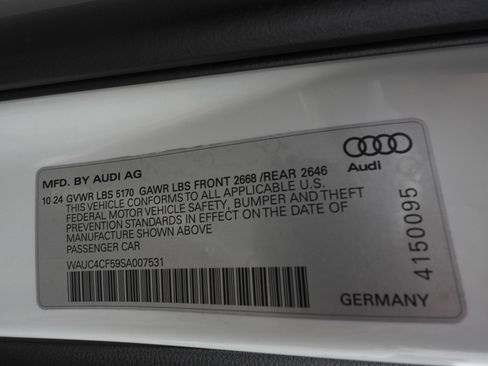 MFD. BY AUDI AG
10 24 GVWR LBS 5170 GAWR LBS FRONT 2668 /REAR 2646
THIS VEHICLE CONFORMS TO ALL APPLICABLE U.S.
FEDERAL MOTOR VEHICLE SAFETY, BUMPER AND THEFT
PREVENTION STANDARDS IN EFFECT ON THE DATE OF
MANUFACTURE SHOWN ABOVE
PASSENGER CAR
WAUC4CF59SA007531
Audi
4150095
GERMANY